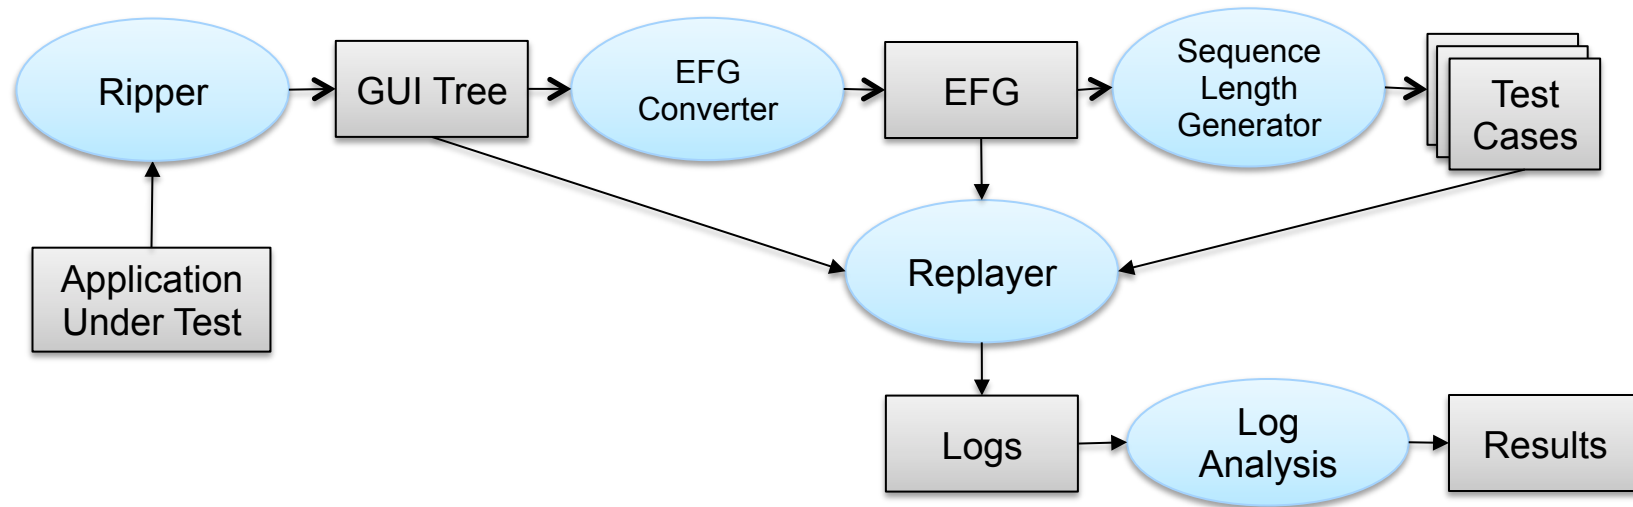 Ripper
GUI Tree
EFG
Converter
EFG
Sequence
Length
Generator
Test
Cases
Application
Under Test
Replayer
Logs
Log
Analysis
Results